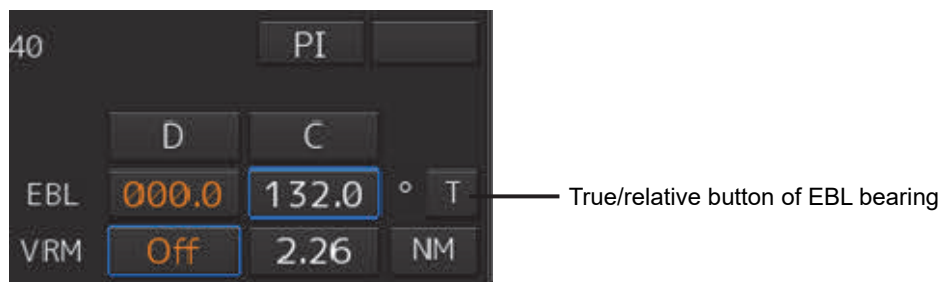 40 PI
D C
EBL 000.0 132.0 ° T True/relative button of EBL bearing
VRM Off 2.26 NM